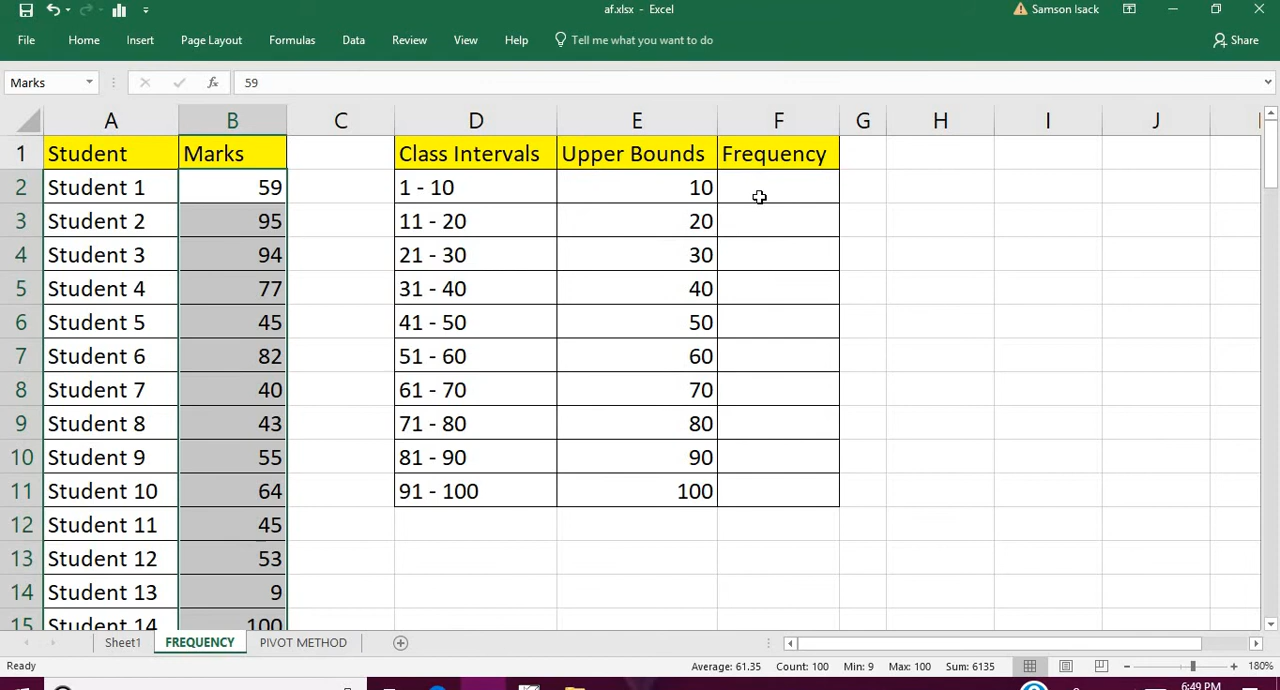 af.xlsx - Excel
Samson Isack
File Home Insert Page Layout Formulas Data Review View Help Tell me what you want to do Share
Marks fx 59
A B C D E F G H I J
1 Student Marks Class Intervals Upper Bounds Frequency
2 Student 1 59 1 - 10 10
3 Student 2 95 11 - 20 20
4 Student 3 94 21 - 30 30
5 Student 4 77 31 - 40 40
6 Student 5 45 41 - 50 50
7 Student 6 82 51 - 60 60
8 Student 7 40 61 - 70 70
9 Student 8 43 71 - 80 80
10 Student 9 55 81 - 90 90
11 Student 10 64 91 - 100 100
12 Student 11 45
13 Student 12 53
14 Student 13 9
15 Student 14 100
Sheet1 FREQUENCY PIVOT METHOD
Ready Average: 61.35 Count: 100 Min: 9 Max: 100 Sum: 6135 180%
6:49 PM